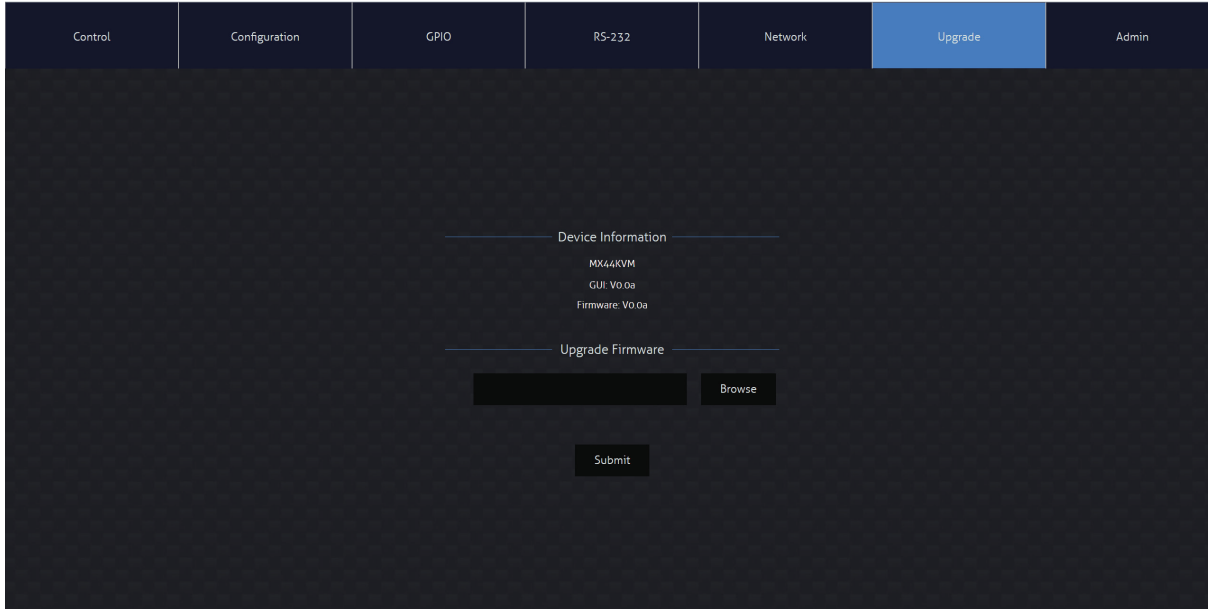 Control
Configuration
GPIO
RS-232
Network
Upgrade
Admin
Device Information
MX44KVM
GUI: V0.0a
Firmware: V0.0a
Upgrade Firmware
Browse
Submit